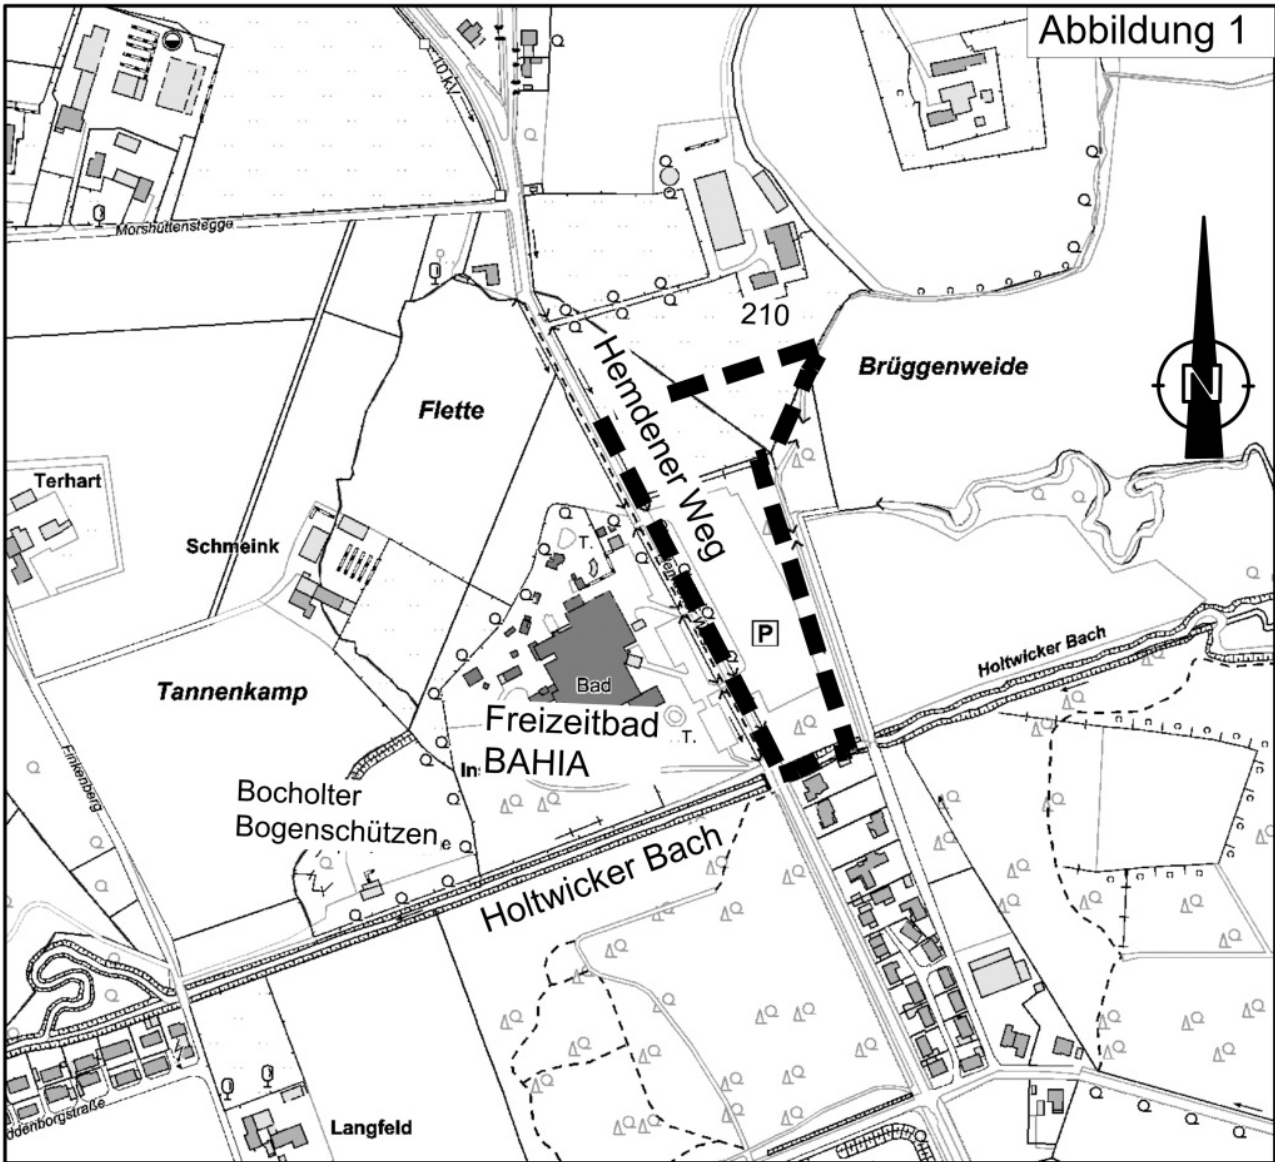 Abbildung 1
10 kV
Morshüttenstegge
210
Hemdener Weg
Brüggenweide
N
Flette
Terhart
Schmeink
T.
P
Holtwicker Bach
Tannenkamp
Bad
Freizeitbad
BAHIA
T.
Finkenberg
Bocholter
Bogenschützen
Holtwicker Bach
Langfeld